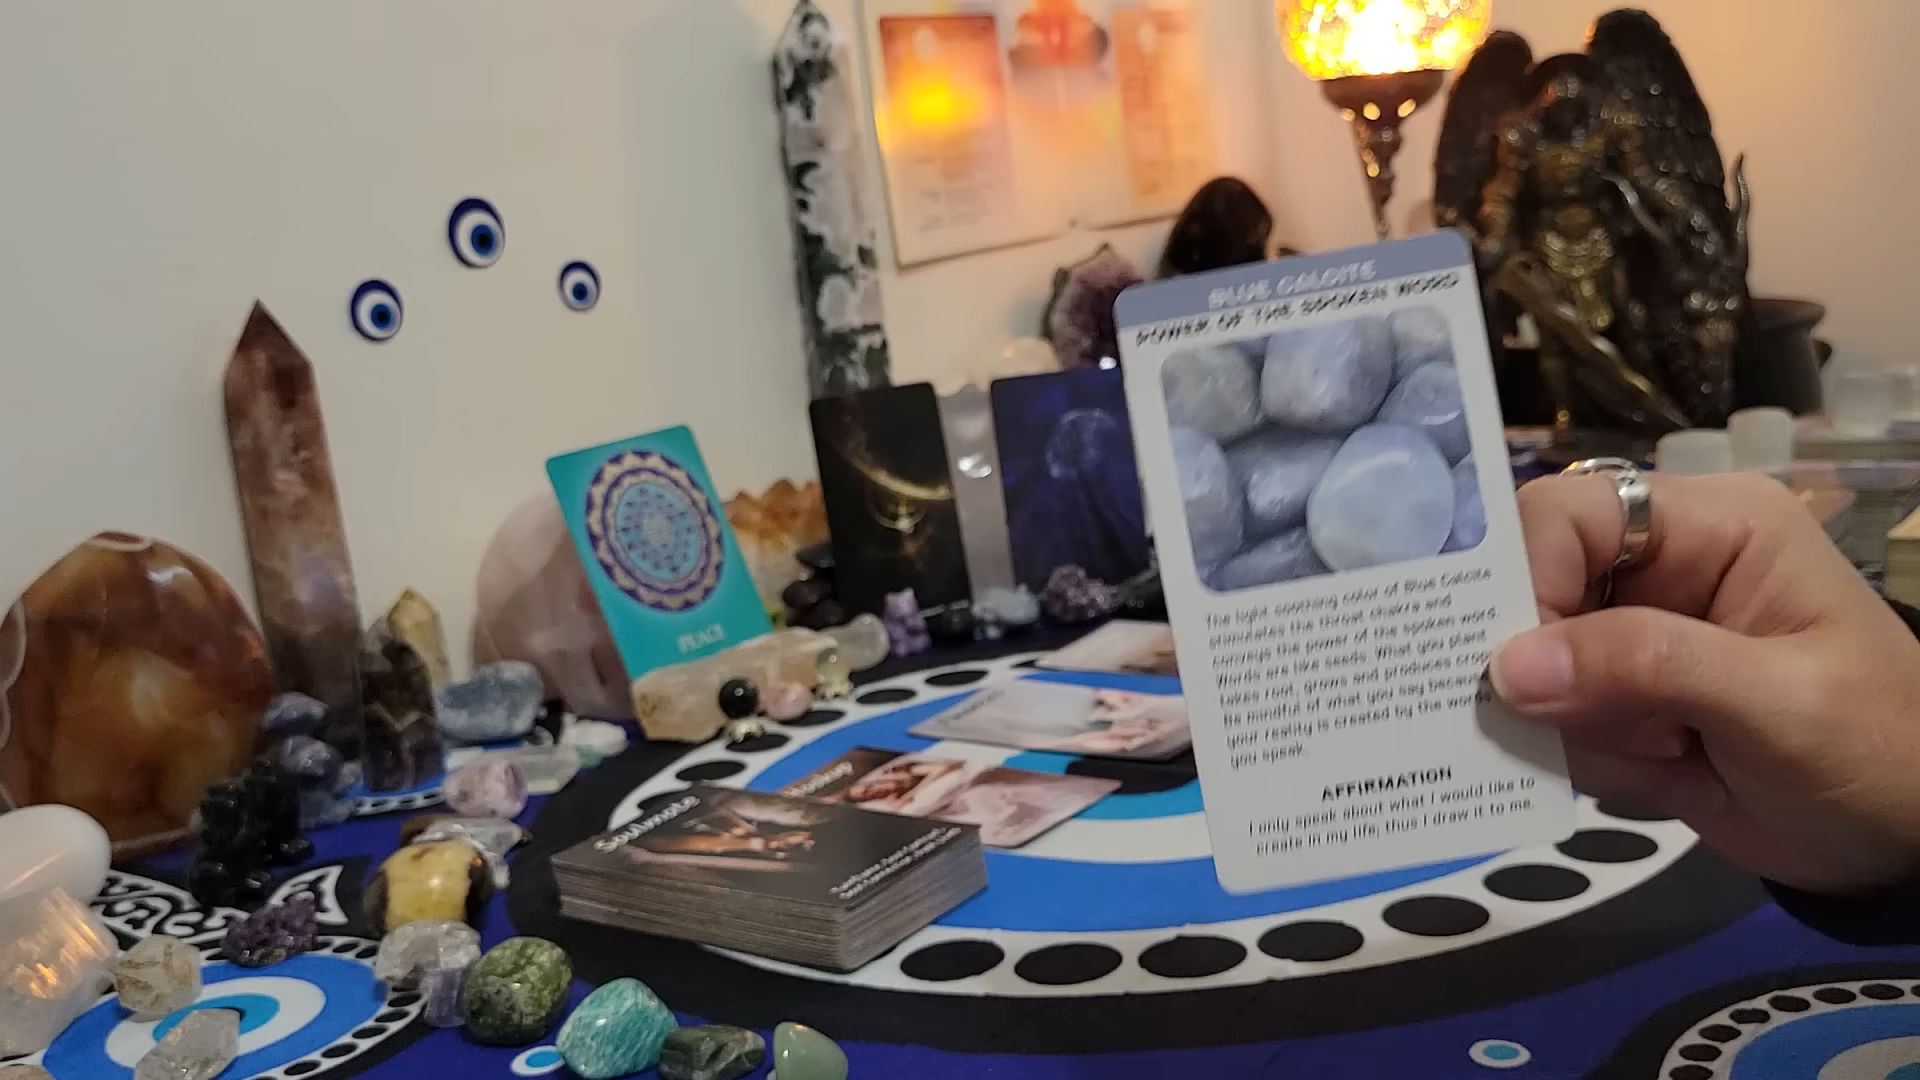 BLUE CALCITE
POWER OF THE SPOKEN WORD
The light soothing color of Blue Calcite
stimulates the throat chakra and
conveys the power of the spoken word.
Words are like seeds. What you plant
takes root, grows and produces crop
Be mindful of what you say because
your reality is created by the words
you speak.
AFFIRMATION
I only speak about what I would like to
create in my life; thus I draw it to me.
PEACE
Soulmate